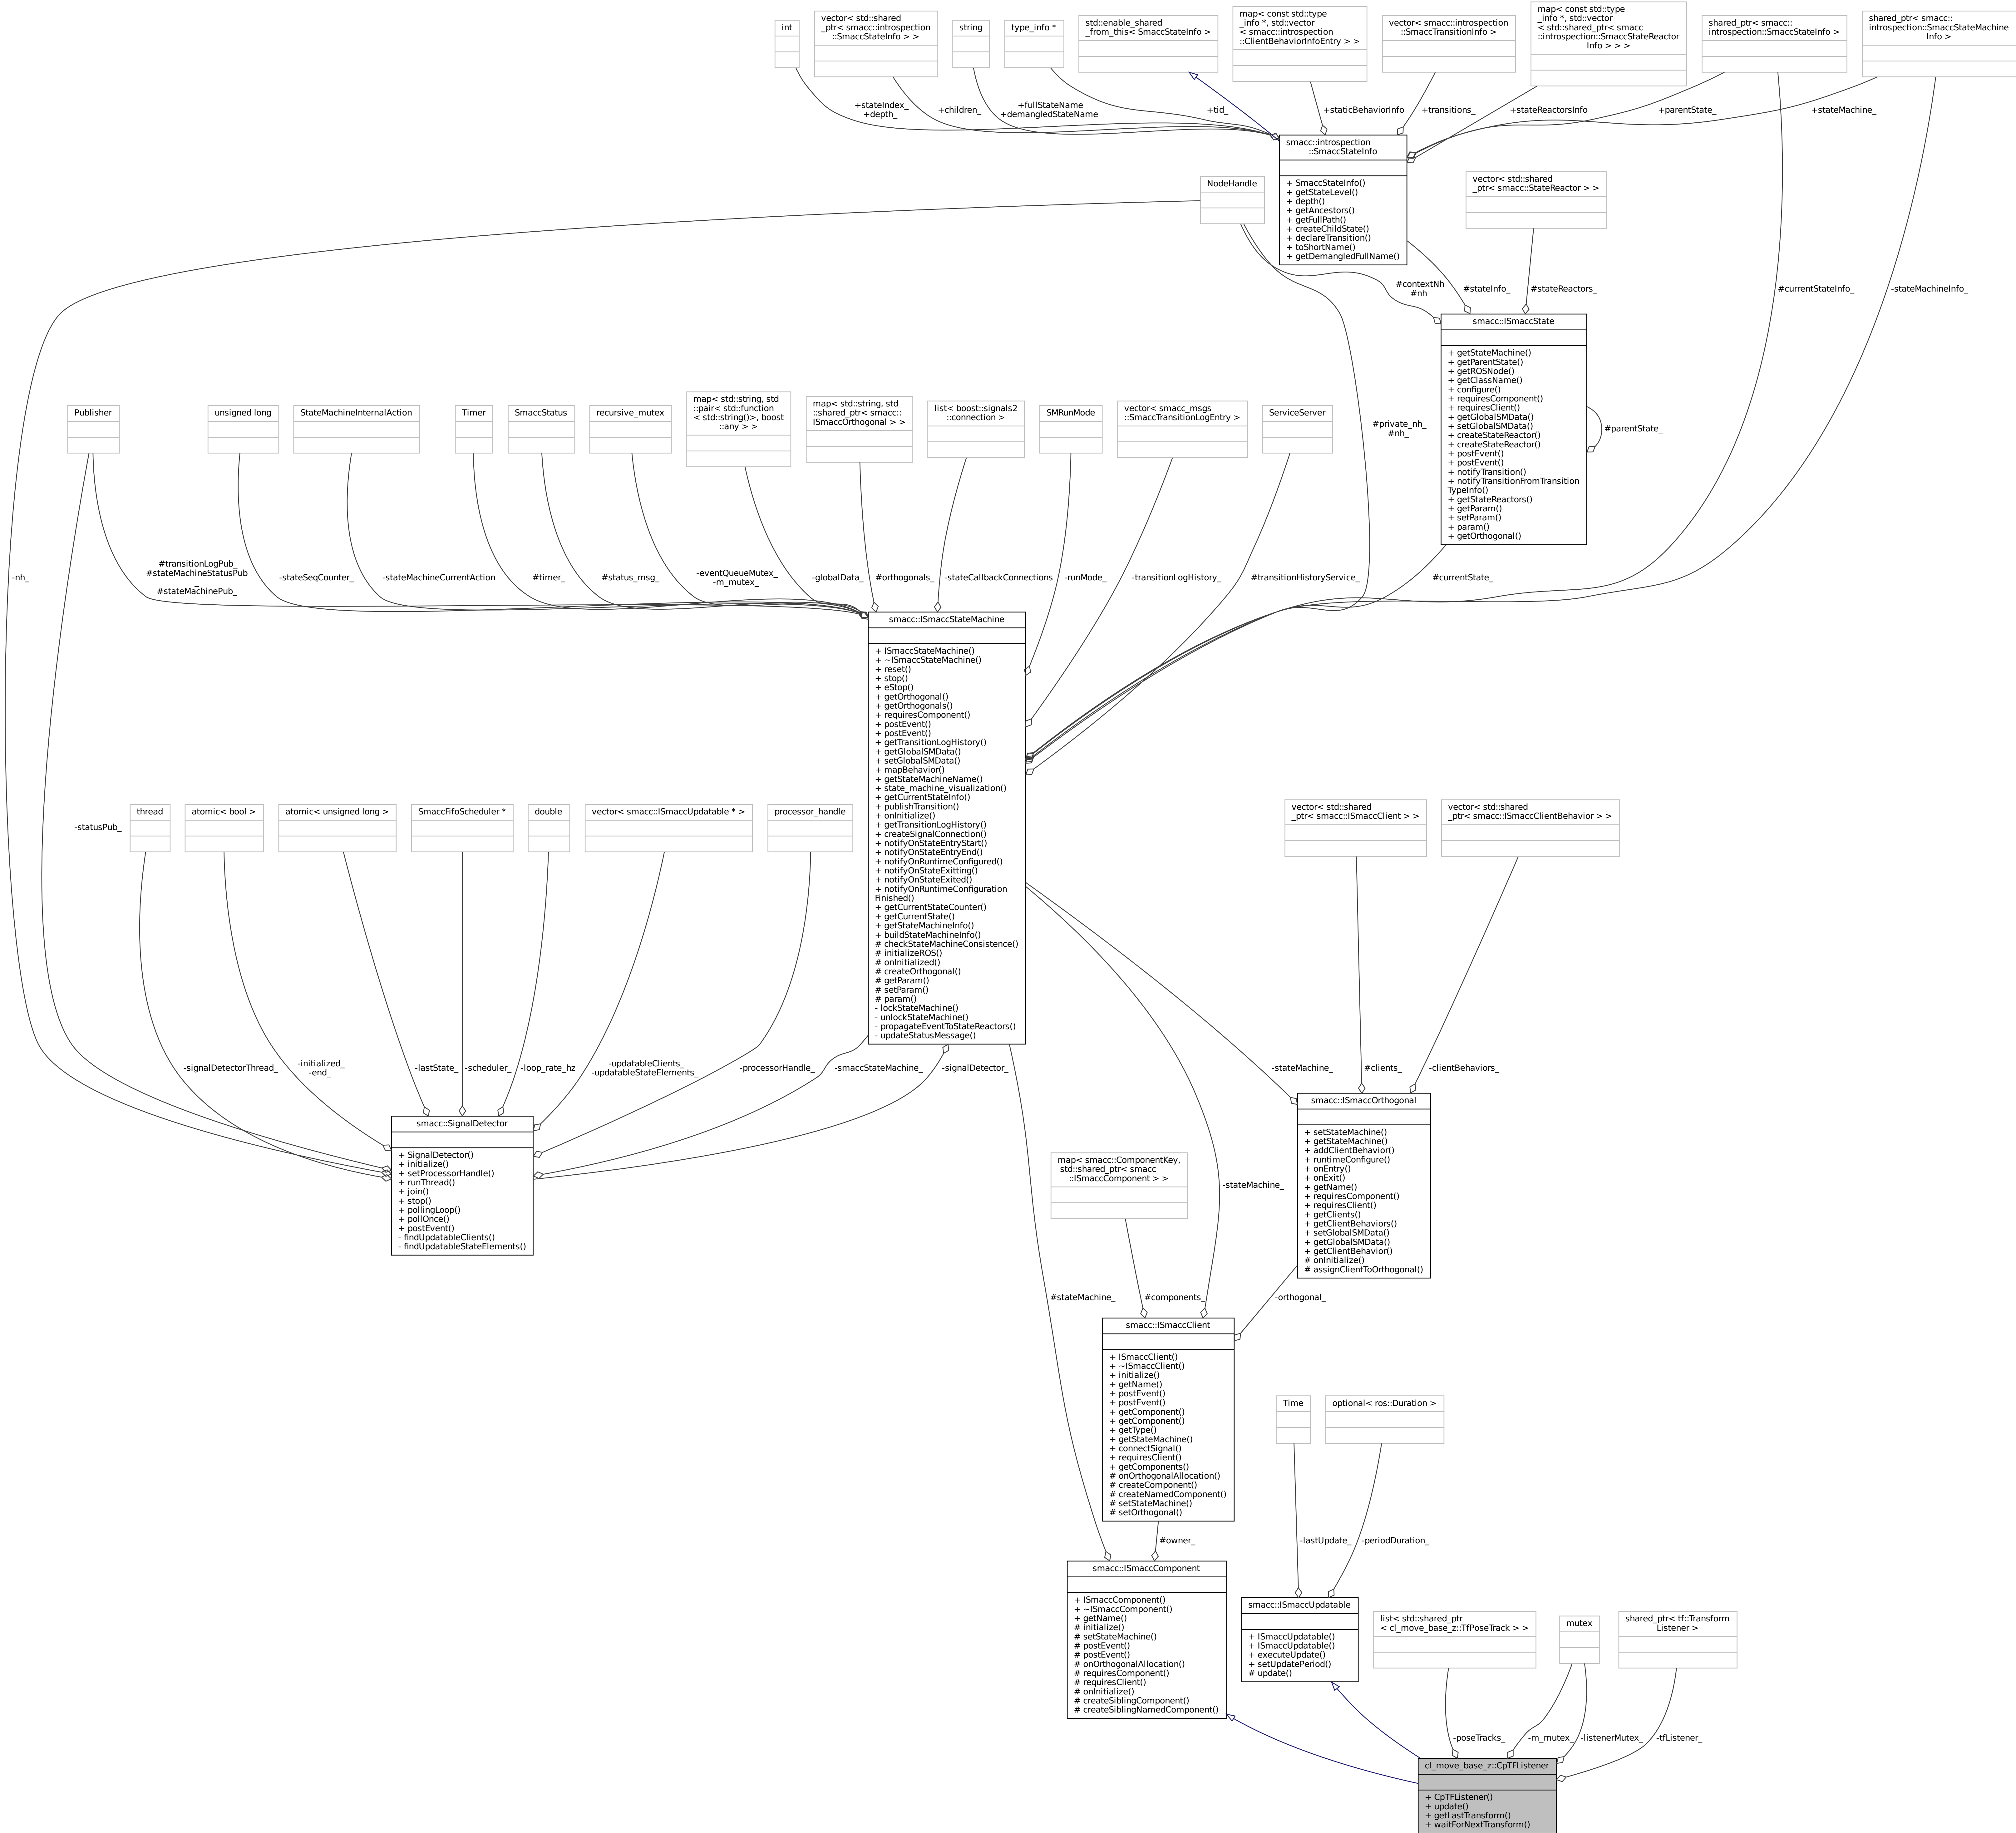 int
vector< std::shared
_ptr< smacc::introspection
::SmaccStateInfo > >
string
type_info *
std::enable_shared
_from_this< SmaccStateInfo >
map< const std::type
_info *, std::vector
< smacc::introspection
::ClientBehaviorInfoEntry > >
vector< smacc::introspection
::SmaccTransitionInfo >
map< const std::type
_info *, std::vector
< std::shared_ptr< smacc
::introspection::SmaccStateReactor
Info > > >
shared_ptr< smacc::
introspection::SmaccStateInfo >
shared_ptr< smacc::
introspection::SmaccStateMachine
Info >
+stateIndex_
+depth_
+children_
+fullStateName
+demangledStateName
+tid_
+staticBehaviorInfo
+transitions_
+stateReactorsInfo
+parentState_
+stateMachine_
smacc::introspection
::SmaccStateInfo
+ SmaccStateInfo()
+ getStateLevel()
+ depth()
+ getAncestors()
+ getFullPath()
+ createChildState()
+ declareTransition()
+ toShortName()
+ getDemangledFullName()
NodeHandle
vector< std::shared
_ptr< smacc::StateReactor > >
#contextNh
#nh
#stateInfo_
#stateReactors_
#currentStateInfo_
-stateMachineInfo_
smacc::ISmaccState
+ getStateMachine()
+ getParentState()
+ getROSNode()
+ getClassName()
+ configure()
+ requiresComponent()
+ requiresClient()
+ getGlobalSMData()
+ setGlobalSMData()
+ createStateReactor()
+ createStateReactor()
+ postEvent()
+ postEvent()
+ notifyTransition()
+ notifyTransitionFromTransition
TypeInfo()
+ getStateReactors()
+ getParam()
+ setParam()
+ param()
+ getOrthogonal()
#parentState_
Publisher
unsigned long
StateMachineInternalAction
Timer
SmaccStatus
recursive_mutex
map< std::string, std
::pair< std::function
< std::string()>, boost
::any > >
map< std::string, std
::shared_ptr< smacc::
ISmaccOrthogonal > >
list< boost::signals2
::connection >
SMRunMode
vector< smacc_msgs
::SmaccTransitionLogEntry >
ServiceServer
#private_nh_
#nh_
-nh_
#transitionLogPub_
#stateMachineStatusPub
_
#stateMachinePub_
-stateSeqCounter_
-stateMachineCurrentAction
#timer_
#status_msg_
-eventQueueMutex_
-m_mutex_
-globalData_
#orthogonals_
-stateCallbackConnections
-runMode_
-transitionLogHistory_
#transitionHistoryService_
#currentState_
smacc::ISmaccStateMachine
+ ISmaccStateMachine()
+ ~ISmaccStateMachine()
+ reset()
+ stop()
+ eStop()
+ getOrthogonal()
+ getOrthogonals()
+ requiresComponent()
+ postEvent()
+ postEvent()
+ getTransitionLogHistory()
+ getGlobalSMData()
+ setGlobalSMData()
+ mapBehavior()
+ getStateMachineName()
+ state_machine_visualization()
+ getCurrentStateInfo()
+ publishTransition()
+ onInitialize()
+ getTransitionLogHistory()
+ createSignalConnection()
+ notifyOnStateEntryStart()
+ notifyOnStateEntryEnd()
+ notifyOnRuntimeConfigured()
+ notifyOnStateExitting()
+ notifyOnStateExited()
+ notifyOnRuntimeConfiguration
Finished()
+ getCurrentStateCounter()
+ getCurrentState()
+ getStateMachineInfo()
+ buildStateMachineInfo()
# checkStateMachineConsistence()
# initializeROS()
# onInitialized()
# createOrthogonal()
# getParam()
# setParam()
# param()
- lockStateMachine()
- unlockStateMachine()
- propagateEventToStateReactors()
- updateStatusMessage()
-statusPub_
thread
atomic< bool >
atomic< unsigned long >
SmaccFifoScheduler *
double
vector< smacc::ISmaccUpdatable * >
processor_handle
vector< std::shared
_ptr< smacc::ISmaccClient > >
vector< std::shared
_ptr< smacc::ISmaccClientBehavior > >
-signalDetectorThread_
-initialized_
-end_
-lastState_
-scheduler_
-loop_rate_hz
-updatableClients_
-updatableStateElements_
-processorHandle_
-smaccStateMachine_
-signalDetector_
-stateMachine_
#clients_
-clientBehaviors_
smacc::SignalDetector
+ SignalDetector()
+ initialize()
+ setProcessorHandle()
+ runThread()
+ join()
+ stop()
+ pollingLoop()
+ pollOnce()
+ postEvent()
- findUpdatableClients()
- findUpdatableStateElements()
smacc::ISmaccOrthogonal
+ setStateMachine()
+ getStateMachine()
+ addClientBehavior()
+ runtimeConfigure()
+ onEntry()
+ onExit()
+ getName()
+ requiresComponent()
+ requiresClient()
+ getClients()
+ getClientBehaviors()
+ setGlobalSMData()
+ getGlobalSMData()
+ getClientBehavior()
# onInitialize()
# assignClientToOrthogonal()
map< smacc::ComponentKey,
std::shared_ptr< smacc
::ISmaccComponent > >
-stateMachine_
#stateMachine_
#components_
-orthogonal_
smacc::ISmaccClient
+ ISmaccClient()
+ ~ISmaccClient()
+ initialize()
+ getName()
+ postEvent()
+ postEvent()
+ getComponent()
+ getComponent()
+ getType()
+ getStateMachine()
+ connectSignal()
+ requiresClient()
+ getComponents()
# onOrthogonalAllocation()
# createComponent()
# createNamedComponent()
# setStateMachine()
# setOrthogonal()
Time
optional< ros::Duration >
#owner_
-lastUpdate_
-periodDuration_
smacc::ISmaccComponent
+ ISmaccComponent()
+ ~ISmaccComponent()
+ getName()
# initialize()
# setStateMachine()
# postEvent()
# postEvent()
# onOrthogonalAllocation()
# requiresComponent()
# requiresClient()
# onInitialize()
# createSiblingComponent()
# createSiblingNamedComponent()
smacc::ISmaccUpdatable
+ ISmaccUpdatable()
+ ISmaccUpdatable()
+ executeUpdate()
+ setUpdatePeriod()
# update()
list< std::shared_ptr
< cl_move_base_z::TfPoseTrack > >
mutex
shared_ptr< tf::Transform
Listener >
-poseTracks_
-m_mutex_
-listenerMutex_
-tfListener_
cl_move_base_z::CpTFListener
+ CpTFListener()
+ update()
+ getLastTransform()
+ waitForNextTransform()